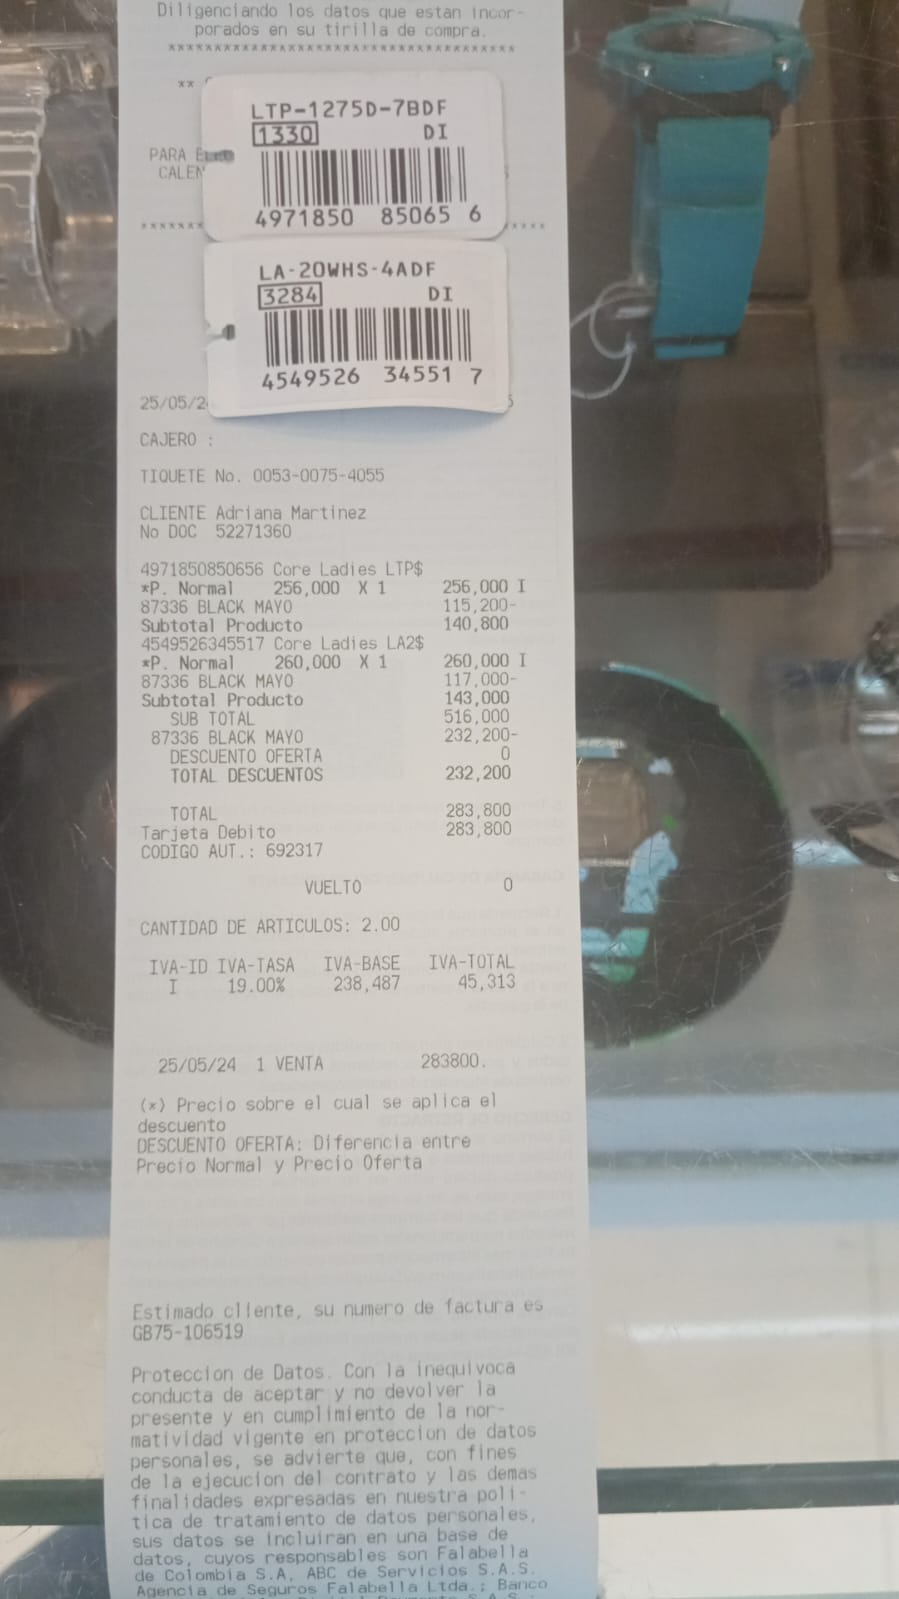 Diligenciando los datos que estan incor-
porados en su tirilla de compra.
****************************************
**
LTP-1275D-7BDF
1330 DI
4971850 85065 6
PARA
CALEN
LA-20WHS-4ADF
3284 DI
4549526 34551 7
25/05/2
CAJERO :
TIQUETE No. 0053-0075-4055
CLIENTE Adriana Martinez
No DOC 52271360
4971850850656 Core Ladies LTP$
*P. Normal 256,000 X 1 256,000 I
87336 BLACK MAYO 115,200-
Subtotal Producto 140,800
4549526345517 Core Ladies LA2$
*P. Normal 260,000 X 1 260,000 I
87336 BLACK MAYO 117,000-
Subtotal Producto 143,000
SUB TOTAL 516,000
87336 BLACK MAYO 232,200-
DESCUENTO OFERTA 0
TOTAL DESCUENTOS 232,200
TOTAL 283,800
Tarjeta Debito 283,800
CODIGO AUT.: 692317
VUELTO 0
CANTIDAD DE ARTICULOS: 2.00
IVA-ID IVA-TASA IVA-BASE IVA-TOTAL
I 19.00% 238,487 45,313
25/05/24 1 VENTA 283800.
(*) Precio sobre el cual se aplica el
descuento
DESCUENTO OFERTA: Diferencia entre
Precio Normal y Precio Oferta
Estimado cliente, su numero de factura es
GB75-106519
Proteccion de Datos. Con la inequivoca
conducta de aceptar y no devolver la
presente y en cumplimiento de la nor-
matividad vigente en proteccion de datos
personales, se advierte que, con fines
de la ejecucion del contrato y las demas
finalidades expresadas en nuestra poli-
tica de tratamiento de datos personales,
sus datos se incluiran en una base de
datos, cuyos responsables son Falabella
de Colombia S.A, ABC de Servicios S.A.S.
Agencia de Seguros Falabella Ltda.; Banco